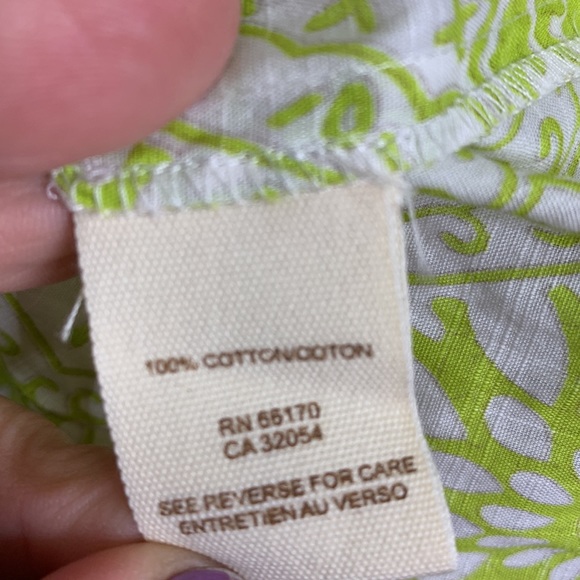 100% COTTON/COTON
RN 66170
CA 32054
SEE REVERSE FOR CARE
ENTRETIEN AU VERSO